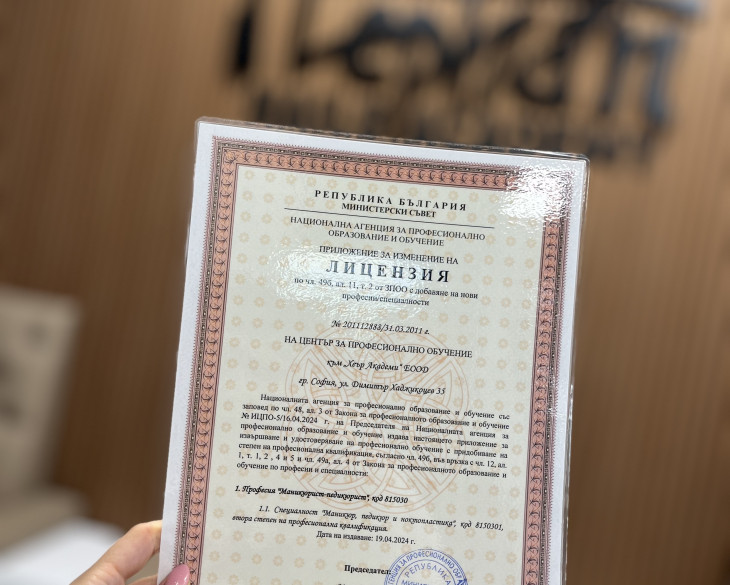 РЕПУБЛИКА БЪЛГАРИЯ
МИНИСТЕРСКИ СЪВЕТ
НАЦИОНАЛНА АГЕНЦИЯ ЗА ПРОФЕСИОНАЛНО
ОБРАЗОВАНИЕ И ОБУЧЕНИЕ
ПРИЛОЖЕНИЕ ЗА ИЗМЕНЕНИЕ НА
ЛИЦЕНЗИЯ
по чл. 49б, ал. 11, т. 2 от ЗПОО с добавяне на нови
професии/специалности
№ 201112883/31.03.2011 г.
НА ЦЕНТЪР ЗА ПРОФЕСИОНАЛНО ОБУЧЕНИЕ
към „Хеър Академи" ЕООД
гр. София, ул. Димитър Хаджикоцев 35
Националната агенция за професионално образование и обучение със
заповед по чл. 48, ал. 3 от Закона за професионалното образование и обучение
№ ИЦПО-5/16.04.2024 г. на Председателя на Националната агенция за
професионално образование и обучение издава настоящето приложение за
извършване и удостоверяване на професионално обучение с придобиване на
степен на професионална квалификация, съгласно чл. 49б, във връзка с чл. 12, ал.
1, т. 1, 2 , 4 и 5 и чл. 49а, ал. 4 от Закона за професионалното образование и
обучение по професии и специалности:
1. Професия "Маникюрист-педикюрист", код 815030
1.1. Специалност "Маникюр, педикюр и ноктопластика", код 8150301,
втора степен на професионална квалификация.
Дата на издаване: 19.04.2024 г.
Председател: